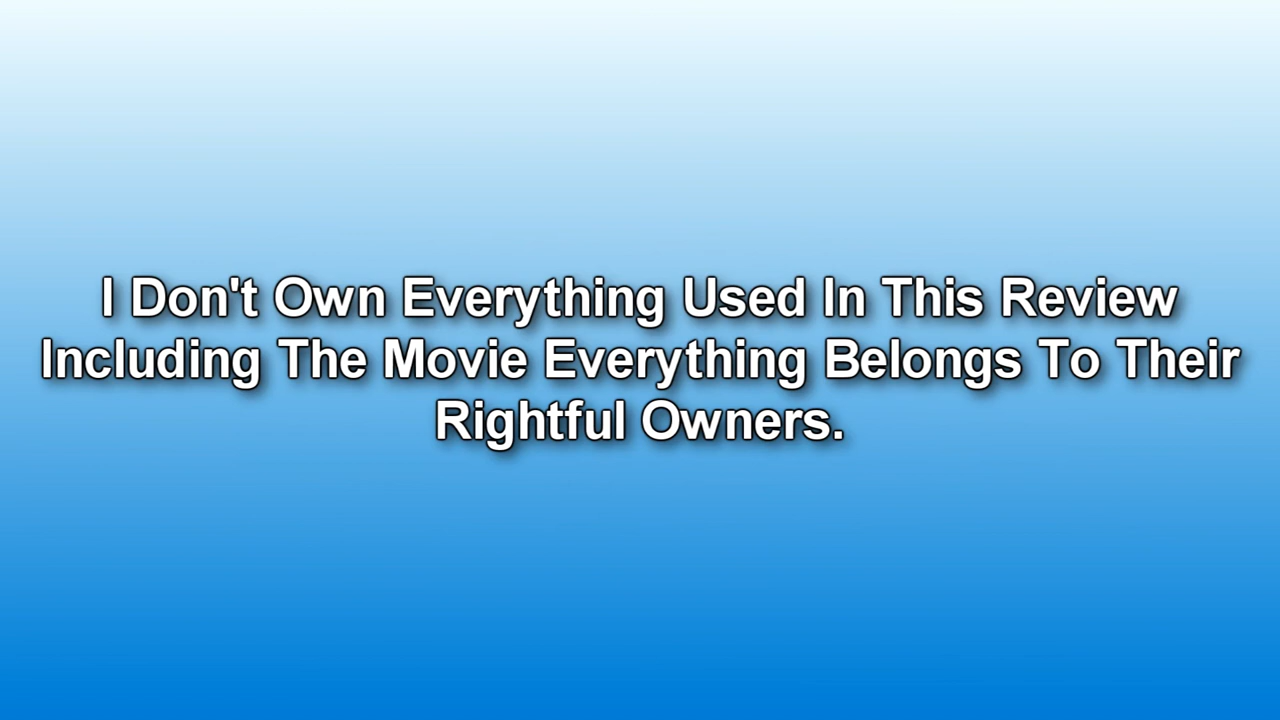 I Don't Own Everything Used In This Review
Including The Movie Everything Belongs To Their
Rightful Owners.